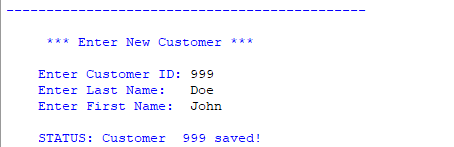 ----------------------------------------------
*** Enter New Customer ***
Enter Customer ID: 999
Enter Last Name:   Doe
Enter First Name:  John
STATUS: Customer  999 saved!